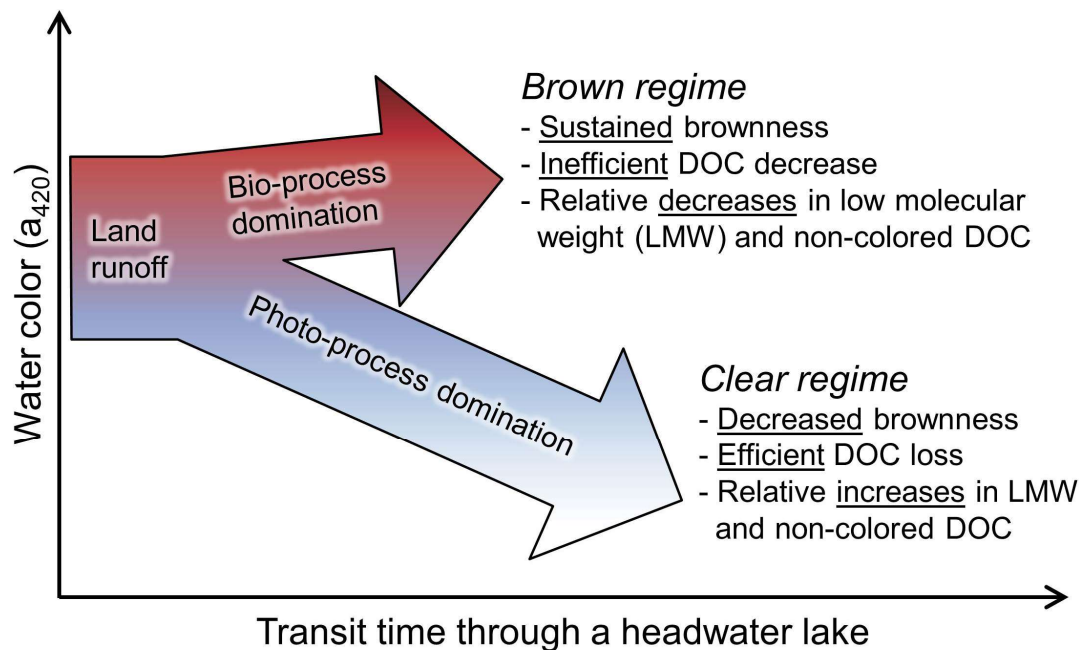 Water color (a420)
Land
runoff
Bio-process
domination
Photo-process domination
Brown regime
- Sustained brownness
- Inefficient DOC decrease
- Relative decreases in low molecular
weight (LMW) and non-colored DOC
Clear regime
- Decreased brownness
- Efficient DOC loss
- Relative increases in LMW
and non-colored DOC
Transit time through a headwater lake